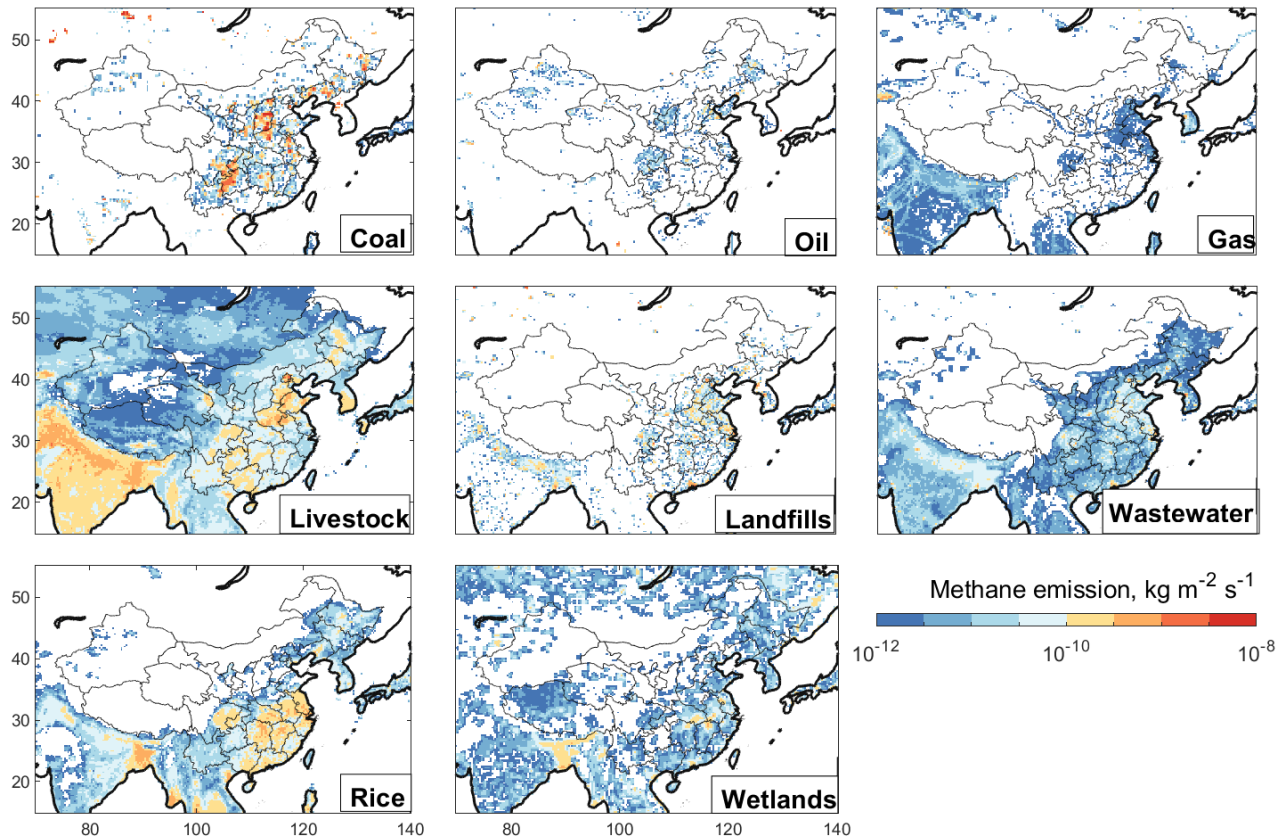 50
40
30
20
Coal
Oil
Gas
50
40
30
20
Livestock
Landfills
Wastewater
50
40
30
20
Rice
Wetlands
80 100 120 140
80 100 120 140
Methane emission, kg m⁻² s⁻¹
10⁻¹² 10⁻¹⁰ 10⁻⁸